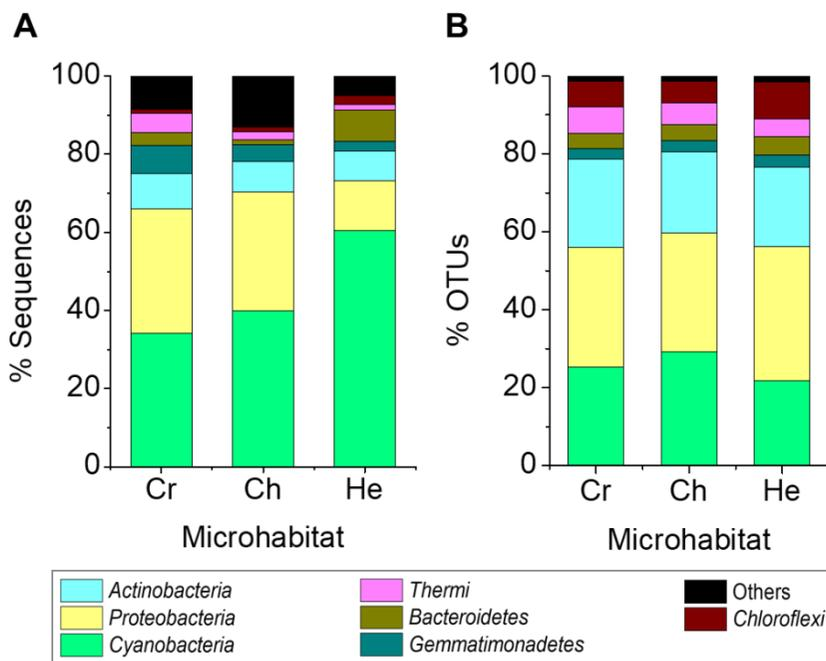 A
B
100
80
60
40
20
0
% Sequences
Cr Ch He
Microhabitat
100
80
60
40
20
0
% OTUs
Cr Ch He
Microhabitat
Actinobacteria Thermi Others
Proteobacteria Bacteroidetes Chloroflexi
Cyanobacteria Gemmatimonadetes